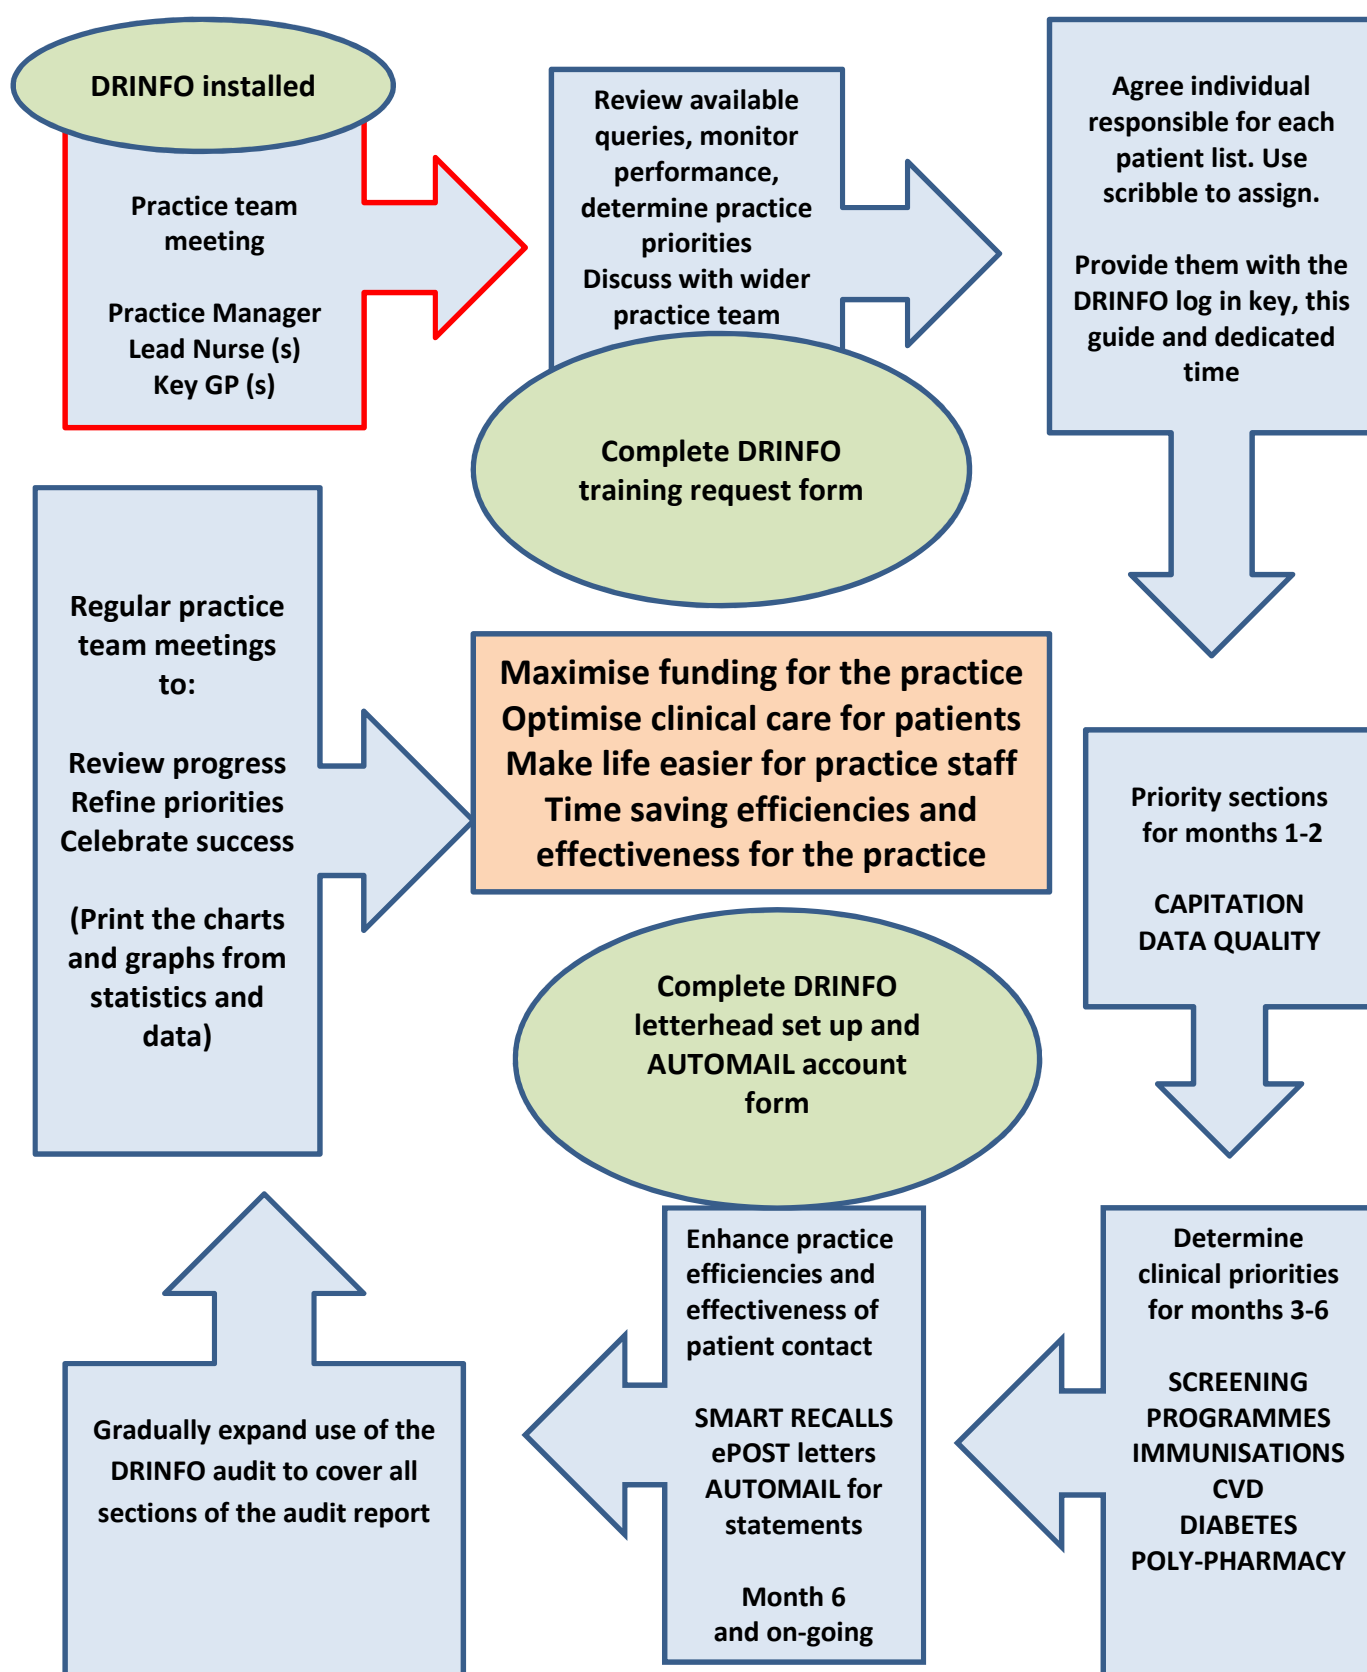 DRINFO installed
Practice team
meeting
Practice Manager
Lead Nurse (s)
Key GP (s)
Review available
queries, monitor
performance,
determine practice
priorities
Discuss with wider
practice team
Complete DRINFO
training request form
Agree individual
responsible for each
patient list. Use
scribble to assign.
Provide them with the
DRINFO log in key, this
guide and dedicated
time
Priority sections
for months 1-2
CAPITATION
DATA QUALITY
Determine
clinical priorities
for months 3-6
SCREENING
PROGRAMMES
IMMUNISATIONS
CVD
DIABETES
POLY-PHARMACY
Complete DRINFO
letterhead set up and
AUTOMAIL account
form
Enhance practice
efficiencies and
effectiveness of
patient contact
SMART RECALLS
ePOST letters
AUTOMAIL for
statements
Month 6
and on-going
Gradually expand use of the
DRINFO audit to cover all
sections of the audit report
Regular practice
team meetings
to:
Review progress
Refine priorities
Celebrate success
(Print the charts
and graphs from
statistics and
data)
Maximise funding for the practice
Optimise clinical care for patients
Make life easier for practice staff
Time saving efficiencies and
effectiveness for the practice